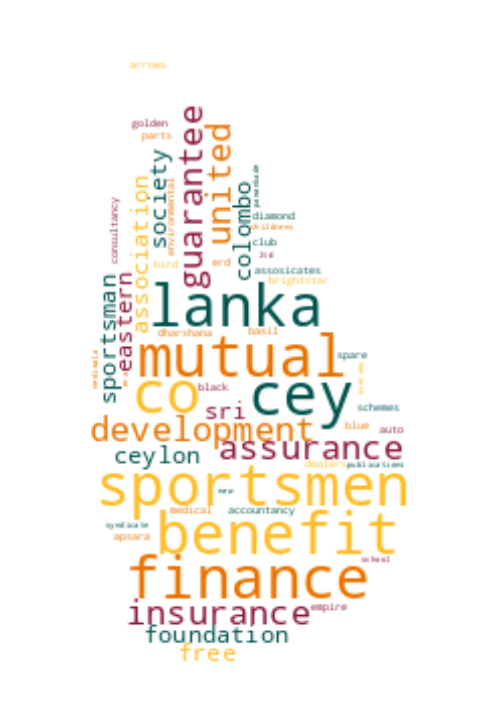 arrows
golden
parts
guarantee
united
society
association
environmental
consultancy
colombo
diamond
childrens
club
ltd
bird
erd
assosicates
brightstar
eastern
sportsman
lanka
dharshana
basil
mutual
spare
co
black
cey
sri
schemes
development
blue
auto
assurance
ceylon
dealers
publications
sportsmen
new
medical
accountancy
syndicate
benefit
apsara
school
finance
insurance
empire
foundation
free